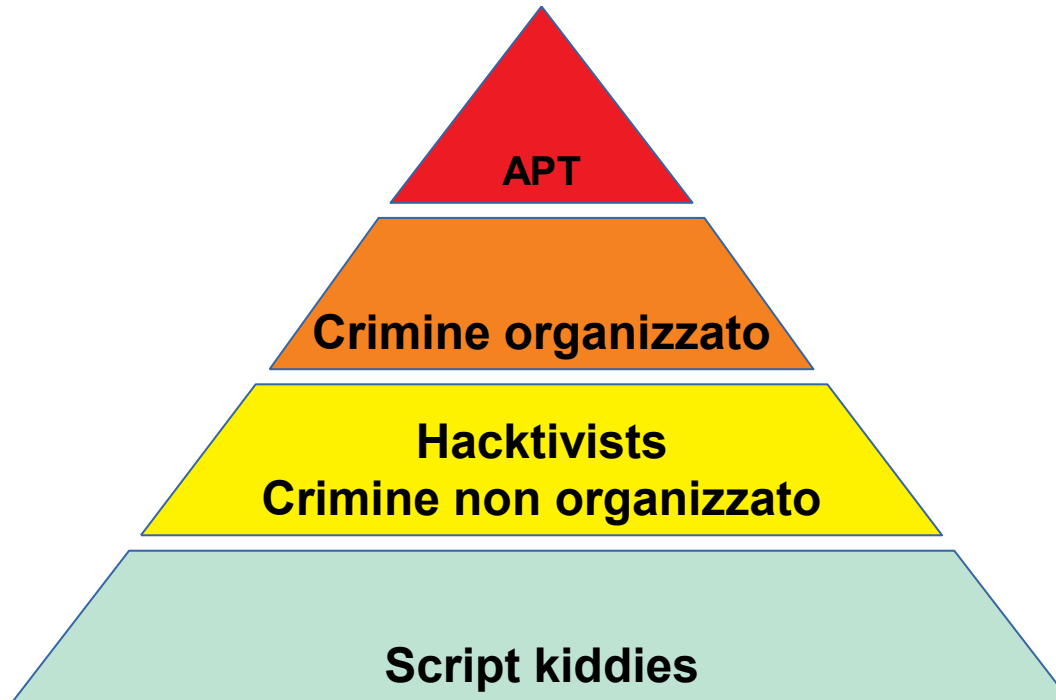 APT
Crimine organizzato
Hacktivists
Crimine non organizzato
Script kiddies